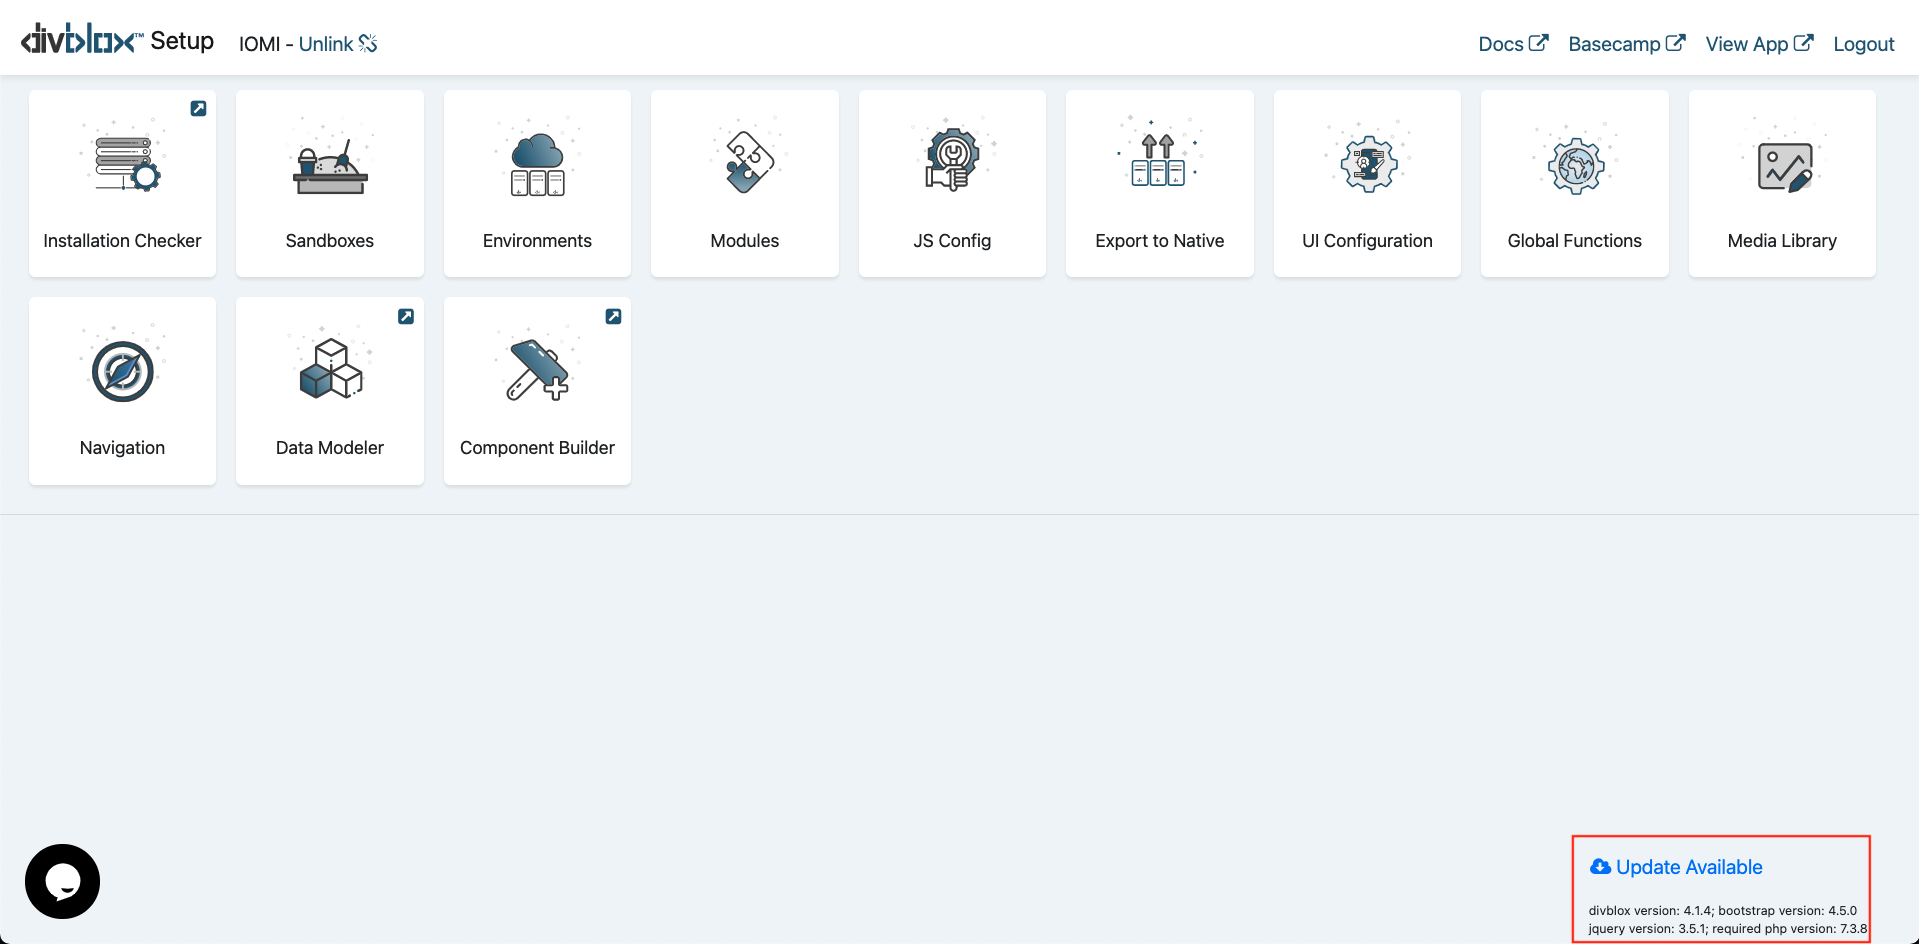 divblox™ Setup IOMI - Unlink Docs Basecamp View App Logout
Installation Checker Sandboxes Environments Modules JS Config Export to Native UI Configuration Global Functions Media Library
Navigation Data Modeler Component Builder
Update Available
divblox version: 4.1.4; bootstrap version: 4.5.0
jquery version: 3.5.1; required php version: 7.3.8